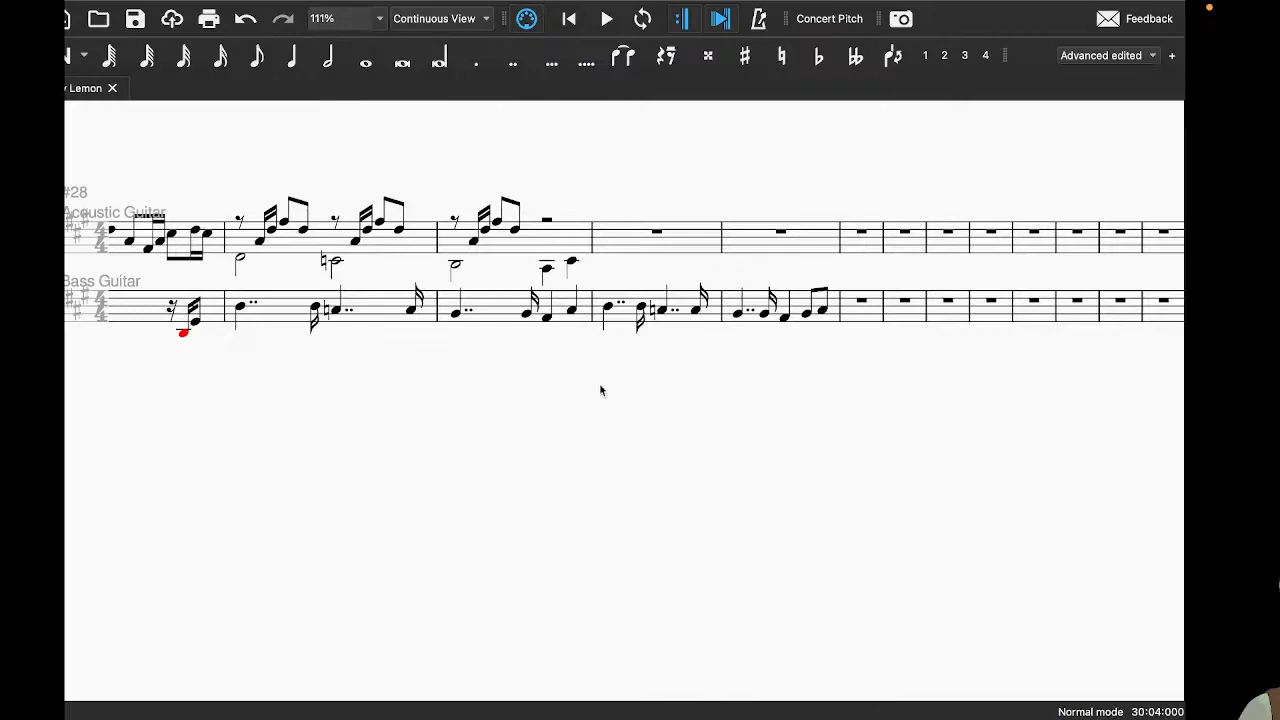 111% Continuous View Concert Pitch Feedback
1 2 3 4 Advanced edited +
y Lemon
#28
Acoustic Guitar
Bass Guitar
Normal mode 30:04:000